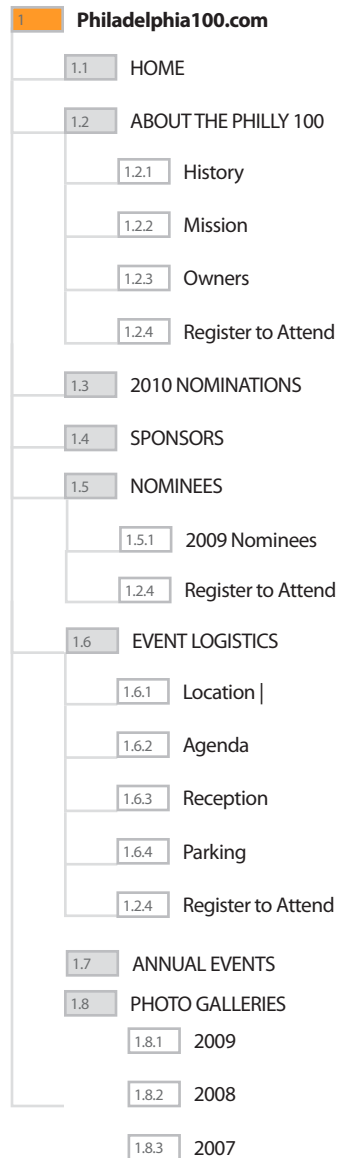 1 Philadelphia100.com
1.1 HOME
1.2 ABOUT THE PHILLY 100
1.2.1 History
1.2.2 Mission
1.2.3 Owners
1.2.4 Register to Attend
1.3 2010 NOMINATIONS
1.4 SPONSORS
1.5 NOMINEES
1.5.1 2009 Nominees
1.2.4 Register to Attend
1.6 EVENT LOGISTICS
1.6.1 Location |
1.6.2 Agenda
1.6.3 Reception
1.6.4 Parking
1.2.4 Register to Attend
1.7 ANNUAL EVENTS
1.8 PHOTO GALLERIES
1.8.1 2009
1.8.2 2008
1.8.3 2007